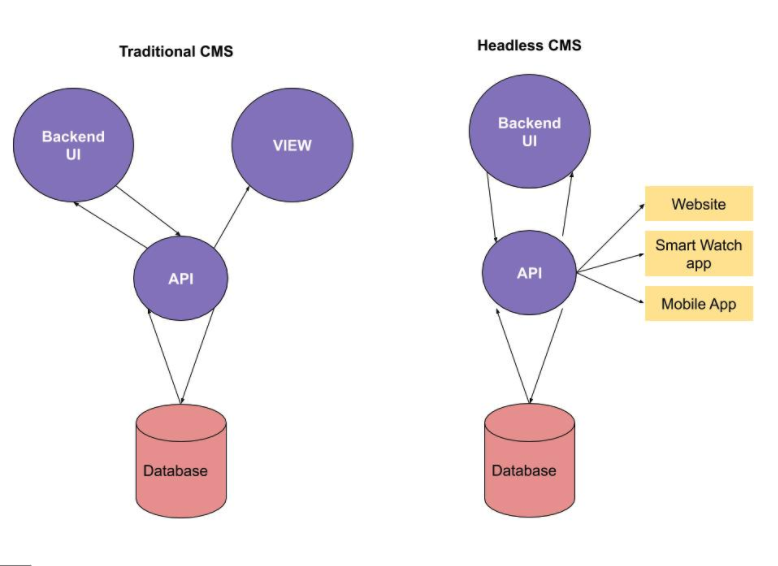 Traditional CMS
Headless CMS
Backend
UI
VIEW
API
Database
Backend
UI
API
Website
Smart Watch
app
Mobile App
Database